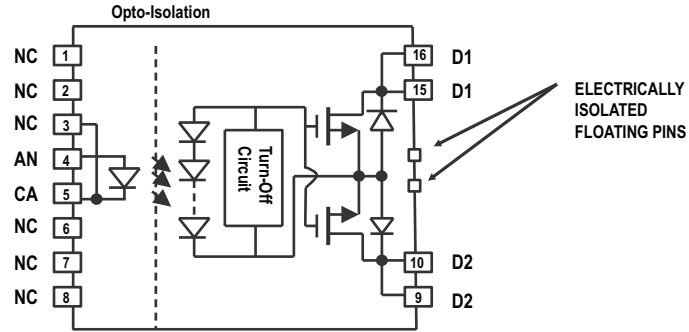 Opto-Isolation
NC 1
NC 2
NC 3
AN 4
CA 5
NC 6
NC 7
NC 8
Turn-Off
Circuit
16 D1
15 D1
10 D2
9 D2
ELECTRICALLY
ISOLATED
FLOATING PINS